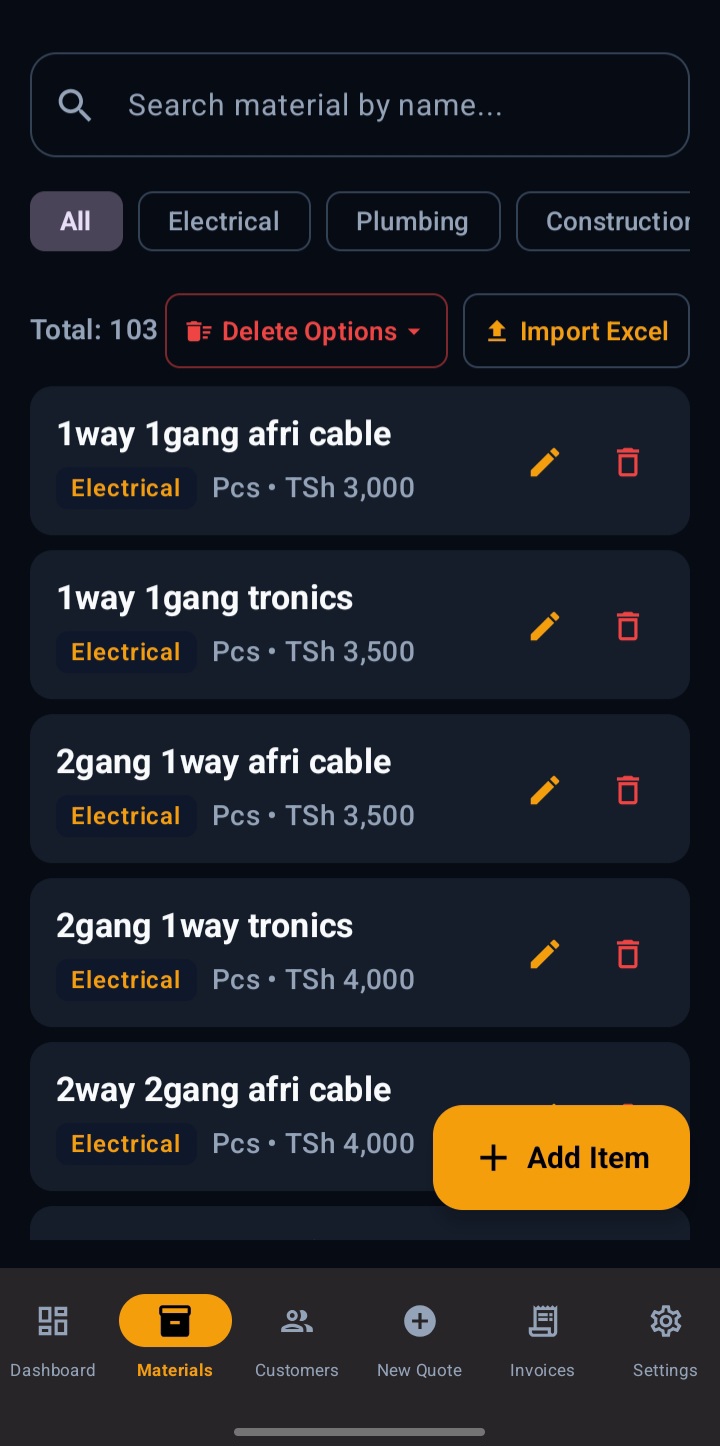 Search material by name...
All Electrical Plumbing Construction
Total: 103 Delete Options Import Excel
1way 1gang afri cable
Electrical Pcs • TSh 3,000
1way 1gang tronics
Electrical Pcs • TSh 3,500
2gang 1way afri cable
Electrical Pcs • TSh 3,500
2gang 1way tronics
Electrical Pcs • TSh 4,000
2way 2gang afri cable
Electrical Pcs • TSh 4,000
Add Item
Dashboard Materials Customers New Quote Invoices Settings